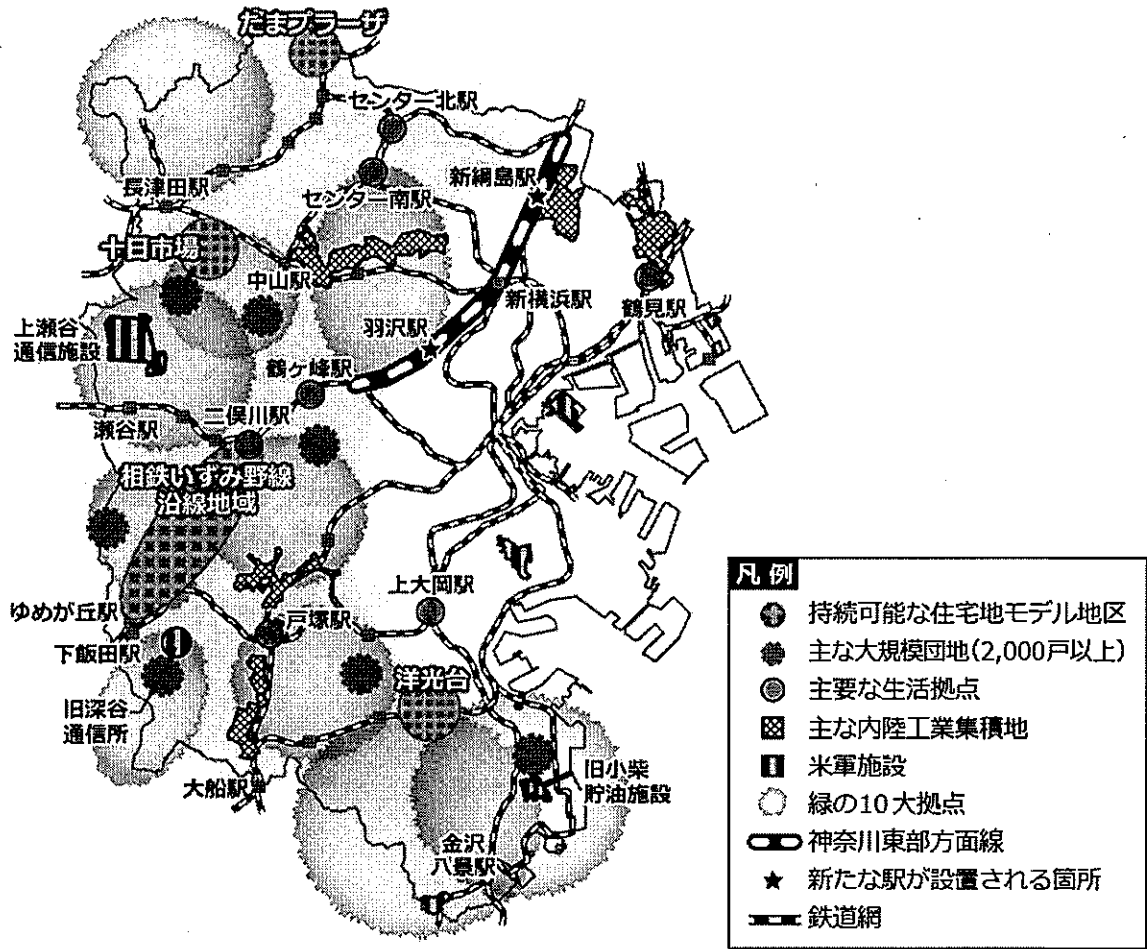 たまプラーザ
センター北駅
新綱島駅
長津田駅
センター南駅
十日市場
中山駅
新横浜駅
鶴見駅
上瀬谷
通信施設
羽沢駅
鶴ヶ峰駅
二俣川駅
瀬谷駅
相鉄いずみ野線
沿線地域
上大岡駅
ゆめが丘駅
戸塚駅
下飯田駅
洋光台
旧深谷
通信所
大船駅
旧小柴
貯油施設
金沢
八景駅
凡例
持続可能な住宅地モデル地区
主な大規模団地(2,000戸以上)
主要な生活拠点
主な内陸工業集積地
米軍施設
緑の10大拠点
神奈川東部方面線
新たな駅が設置される箇所
鉄道網